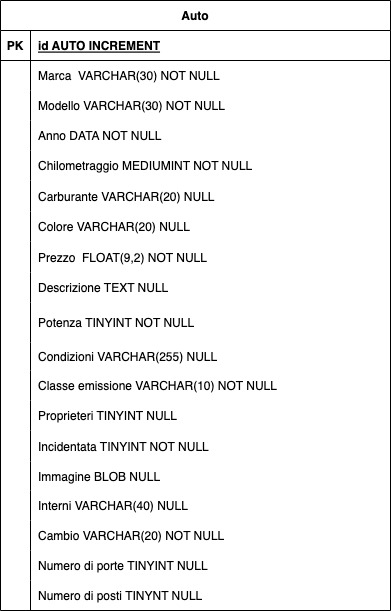 Auto
PK id AUTO INCREMENT
Marca VARCHAR(30) NOT NULL
Modello VARCHAR(30) NOT NULL
Anno DATA NOT NULL
Chilometraggio MEDIUMINT NOT NULL
Carburante VARCHAR(20) NULL
Colore VARCHAR(20) NULL
Prezzo FLOAT(9,2) NOT NULL
Descrizione TEXT NULL
Potenza TINYINT NOT NULL
Condizioni VARCHAR(255) NULL
Classe emissione VARCHAR(10) NOT NULL
Proprieteri TINYINT NULL
Incidentata TINYINT NOT NULL
Immagine BLOB NULL
Interni VARCHAR(40) NULL
Cambio VARCHAR(20) NOT NULL
Numero di porte TINYINT NULL
Numero di posti TINYNT NULL